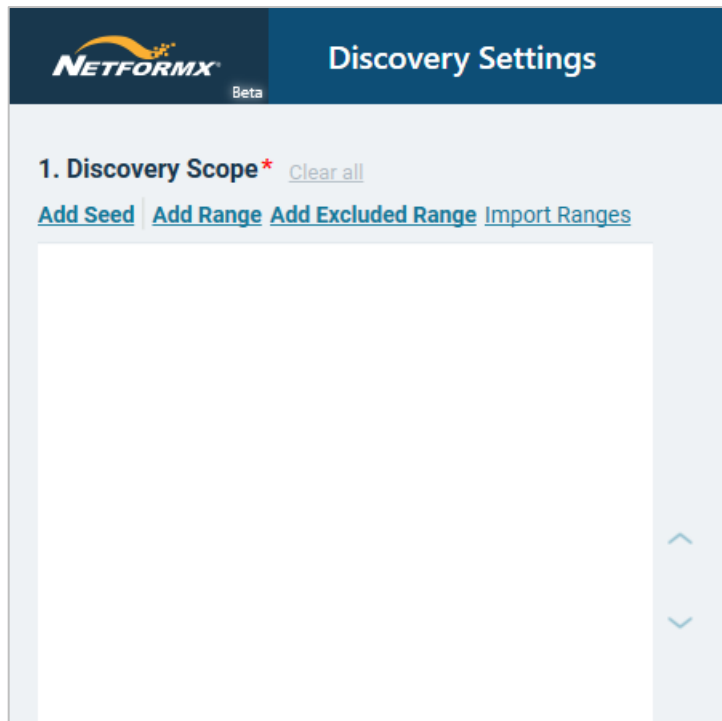 NETFORMX®
Beta
Discovery Settings
1. Discovery Scope* Clear all
Add Seed Add Range Add Excluded Range Import Ranges